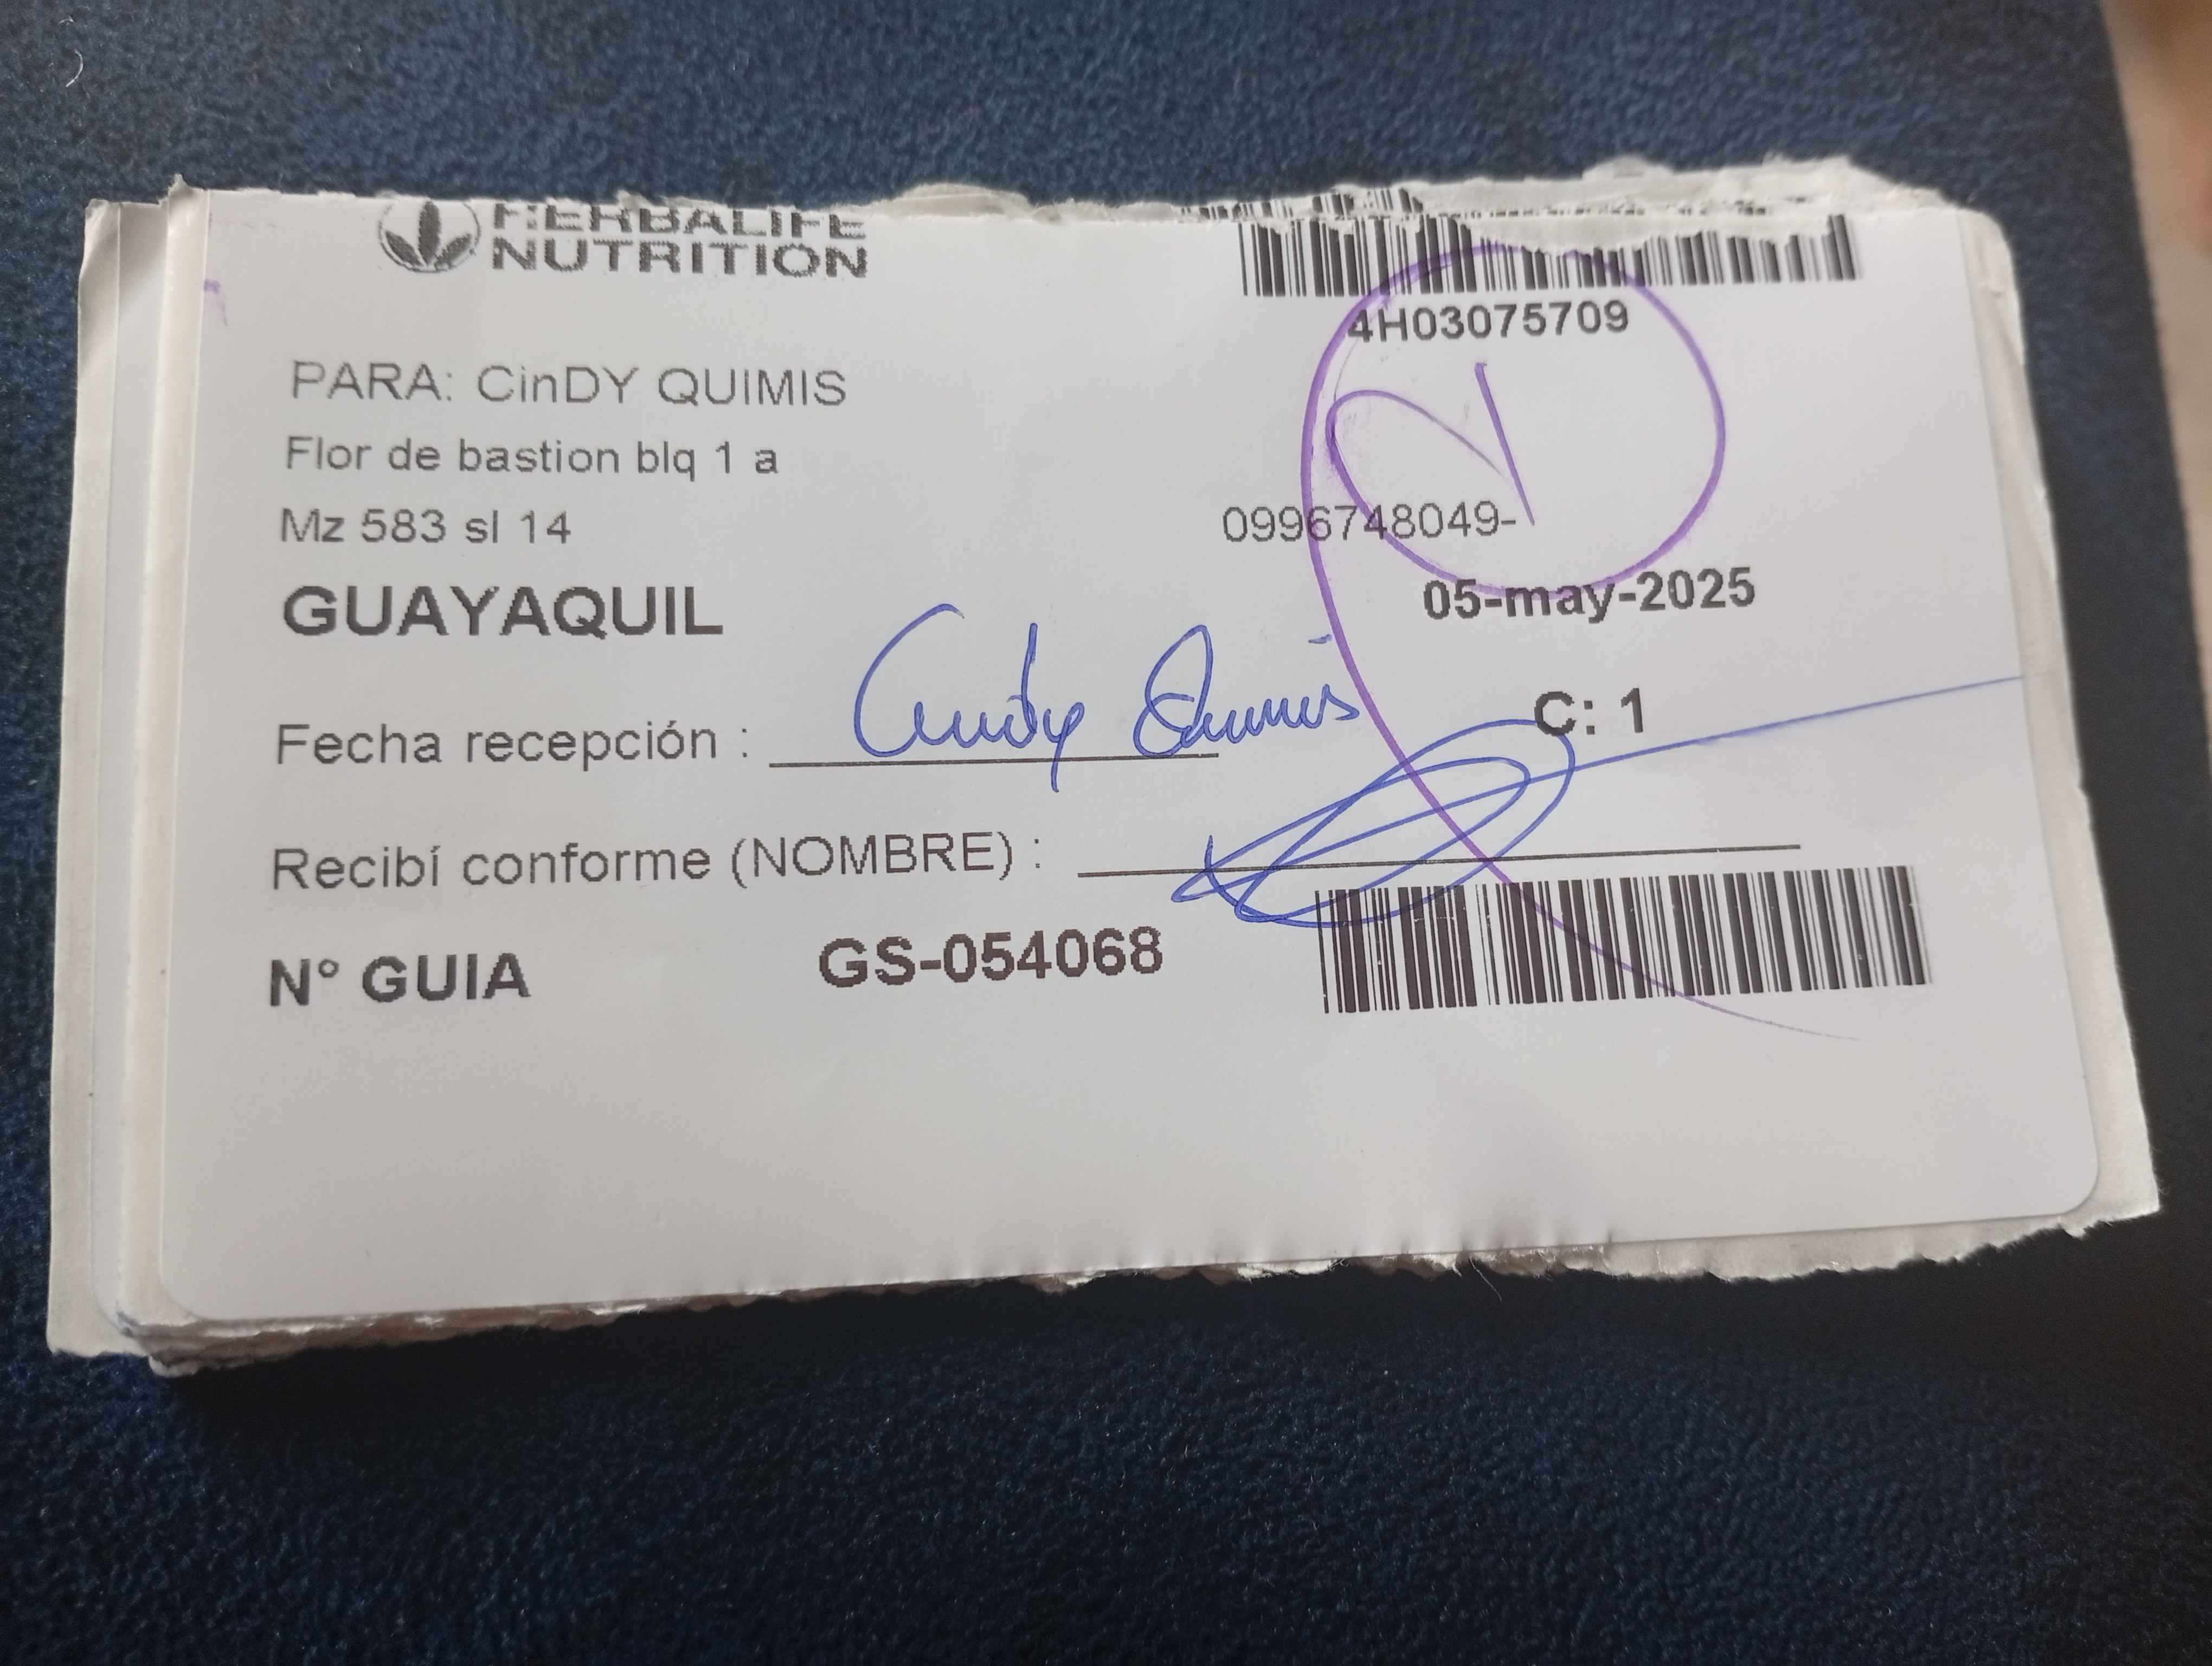 HERBALIFE
NUTRITION
4H03075709
PARA: CinDY QUIMIS
Flor de bastion blq 1 a
Mz 583 sl 14
0996748049-
GUAYAQUIL
05-may-2025
C: 1
Fecha recepción : Cindy Quimis
Recibí conforme (NOMBRE) :
N° GUIA GS-054068